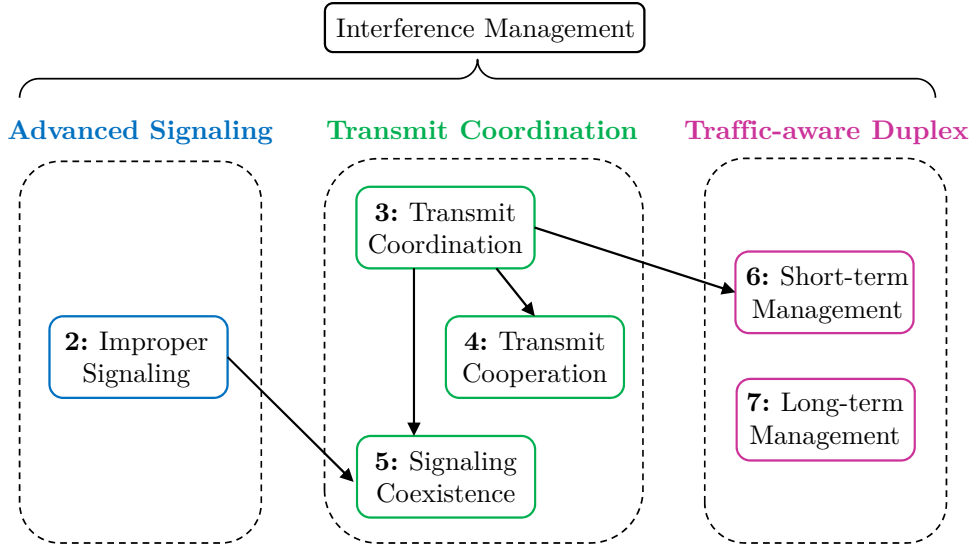 Interference Management
Advanced Signaling
Transmit Coordination
Traffic-aware Duplex
2: Improper
Signaling
3: Transmit
Coordination
4: Transmit
Cooperation
5: Signaling
Coexistence
6: Short-term
Management
7: Long-term
Management